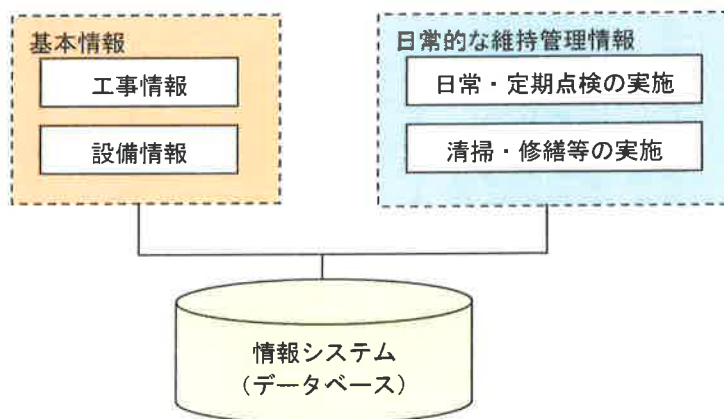 基本情報
工事情報
設備情報
日常的な維持管理情報
日常・定期点検の実施
清掃・修繕等の実施
情報システム
（データベース）